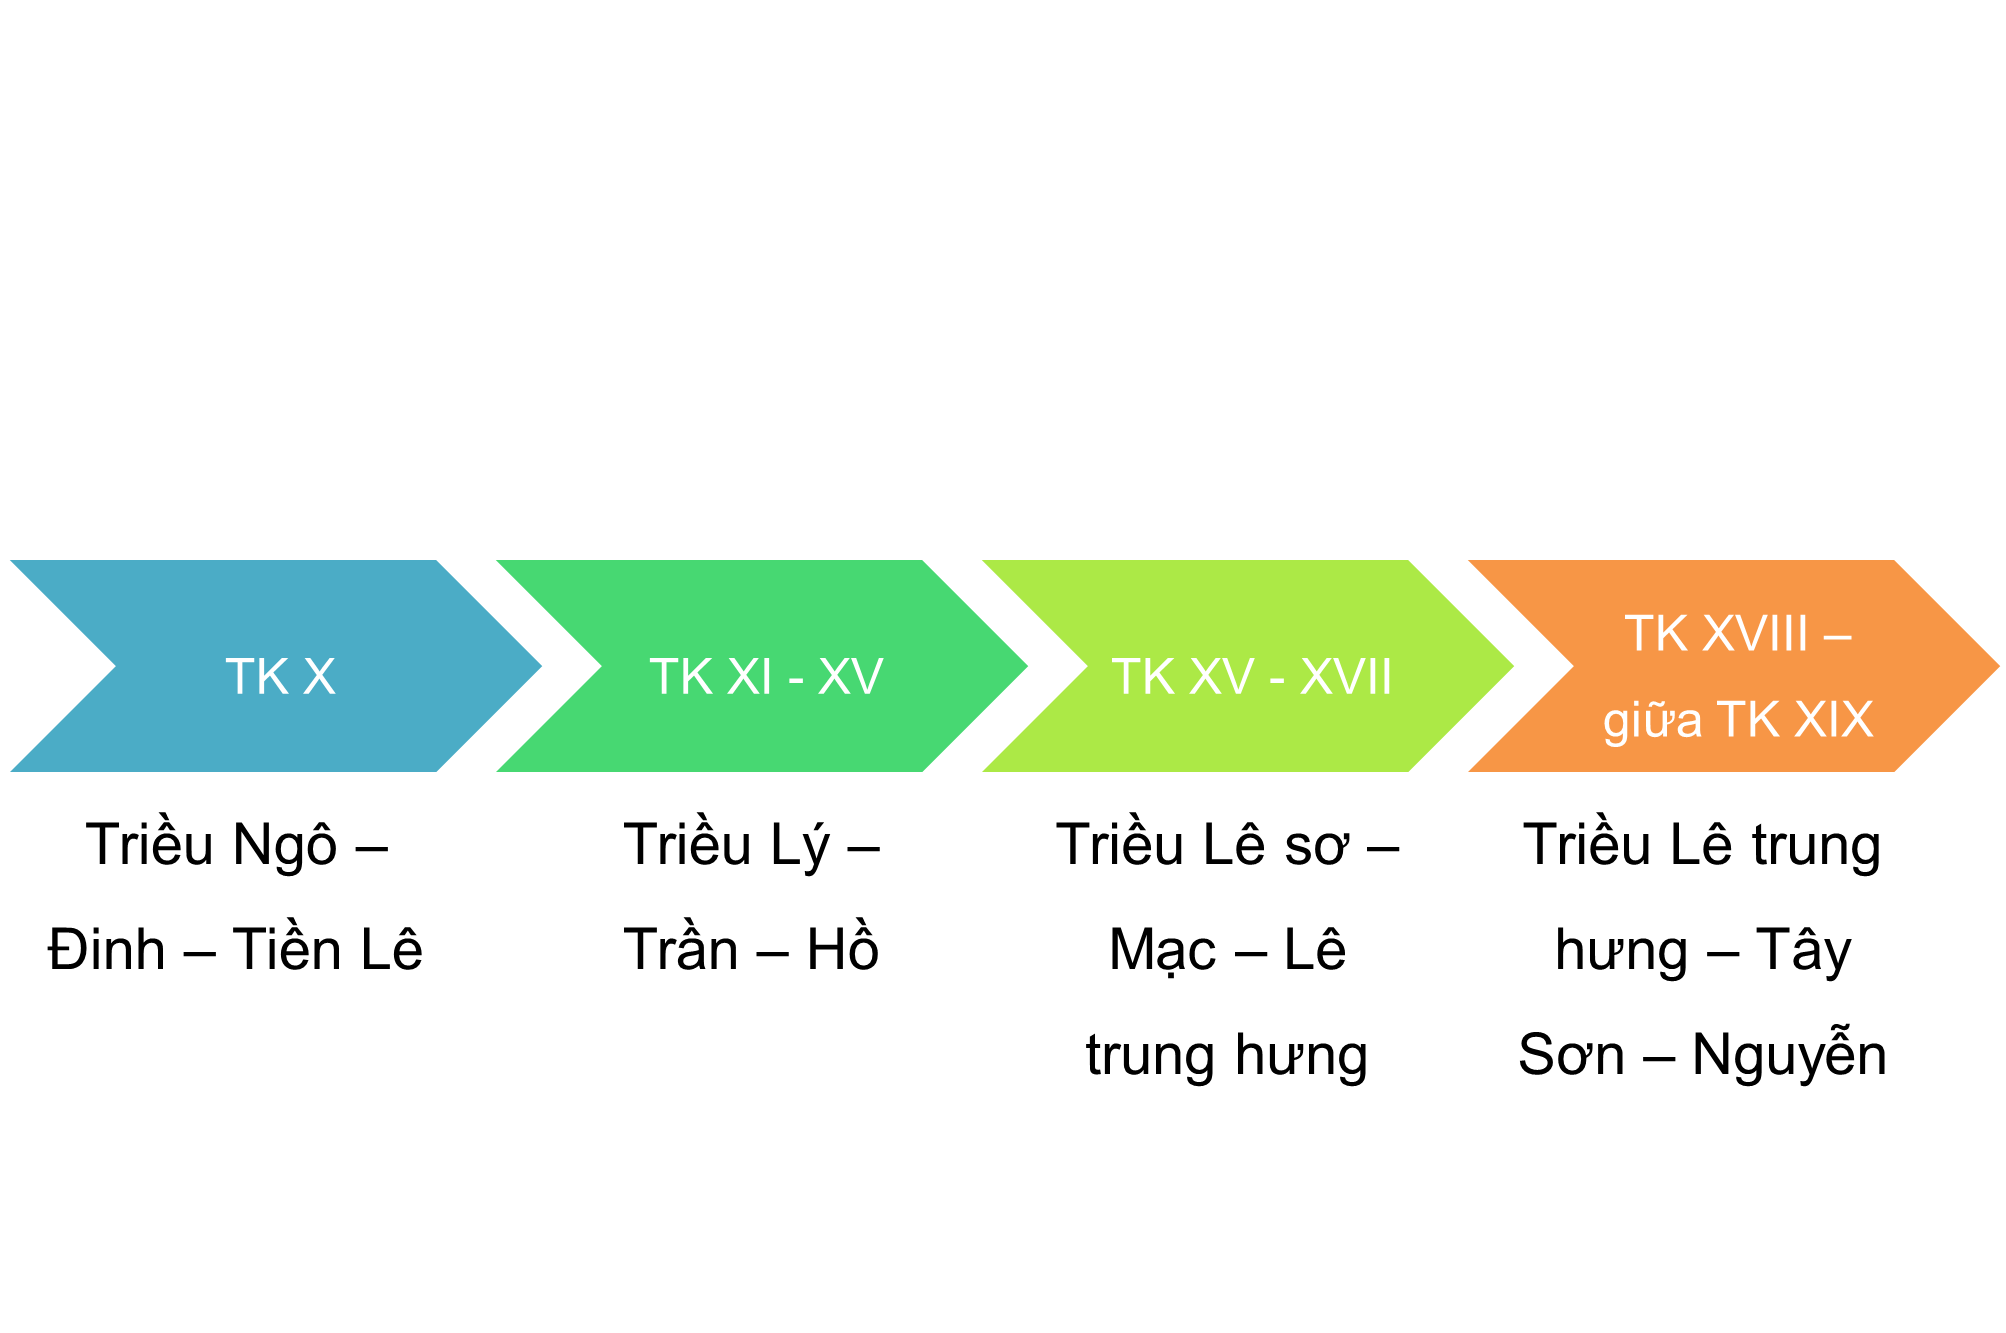 TK X
Triều Ngô –
Đinh – Tiền Lê
TK XI - XV
Triều Lý –
Trần – Hồ
TK XV - XVII
Triều Lê sơ –
Mạc – Lê
trung hưng
TK XVIII –
giữa TK XIX
Triều Lê trung
hưng – Tây
Sơn – Nguyễn